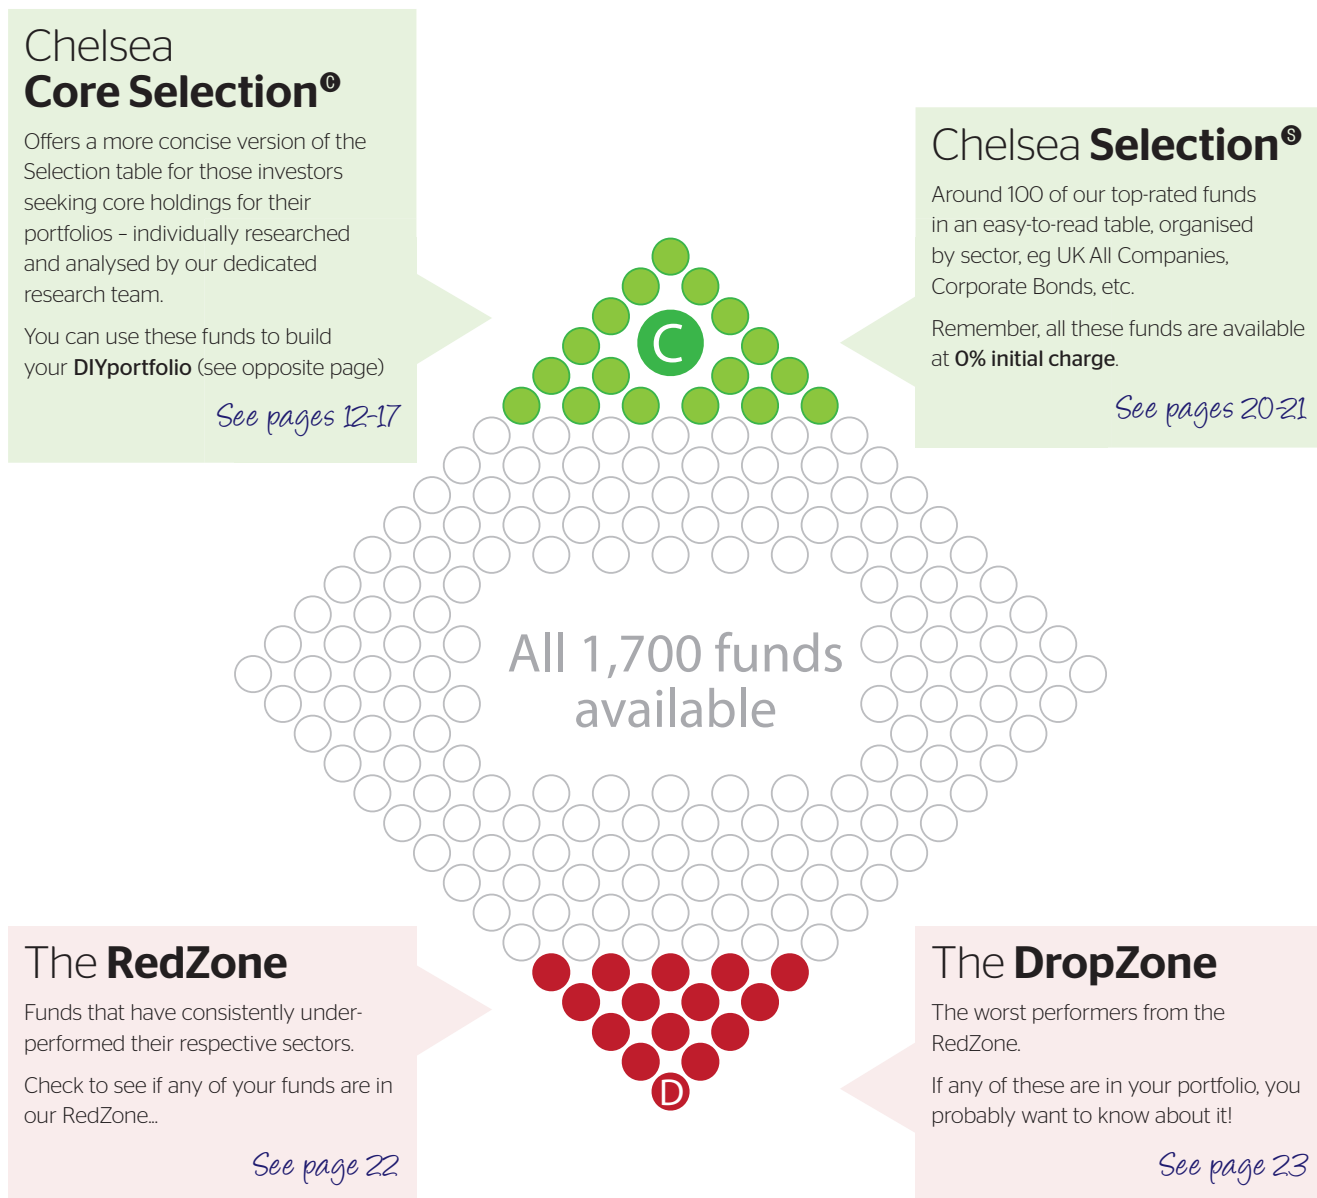 Chelsea
Core Selection C
Offers a more concise version of the
Selection table for those investors
seeking core holdings for their
portfolios – individually researched
and analysed by our dedicated
research team.
You can use these funds to build
your DIYportfolio (see opposite page)
See pages 12-17
Chelsea Selection S
Around 100 of our top-rated funds
in an easy-to-read table, organised
by sector, eg UK All Companies,
Corporate Bonds, etc.
Remember, all these funds are available
at 0% initial charge.
See pages 20-21
C
All 1,700 funds
available
The RedZone
Funds that have consistently under-
performed their respective sectors.
Check to see if any of your funds are in
our RedZone...
See page 22
D
The DropZone
The worst performers from the
RedZone.
If any of these are in your portfolio, you
probably want to know about it!
See page 23